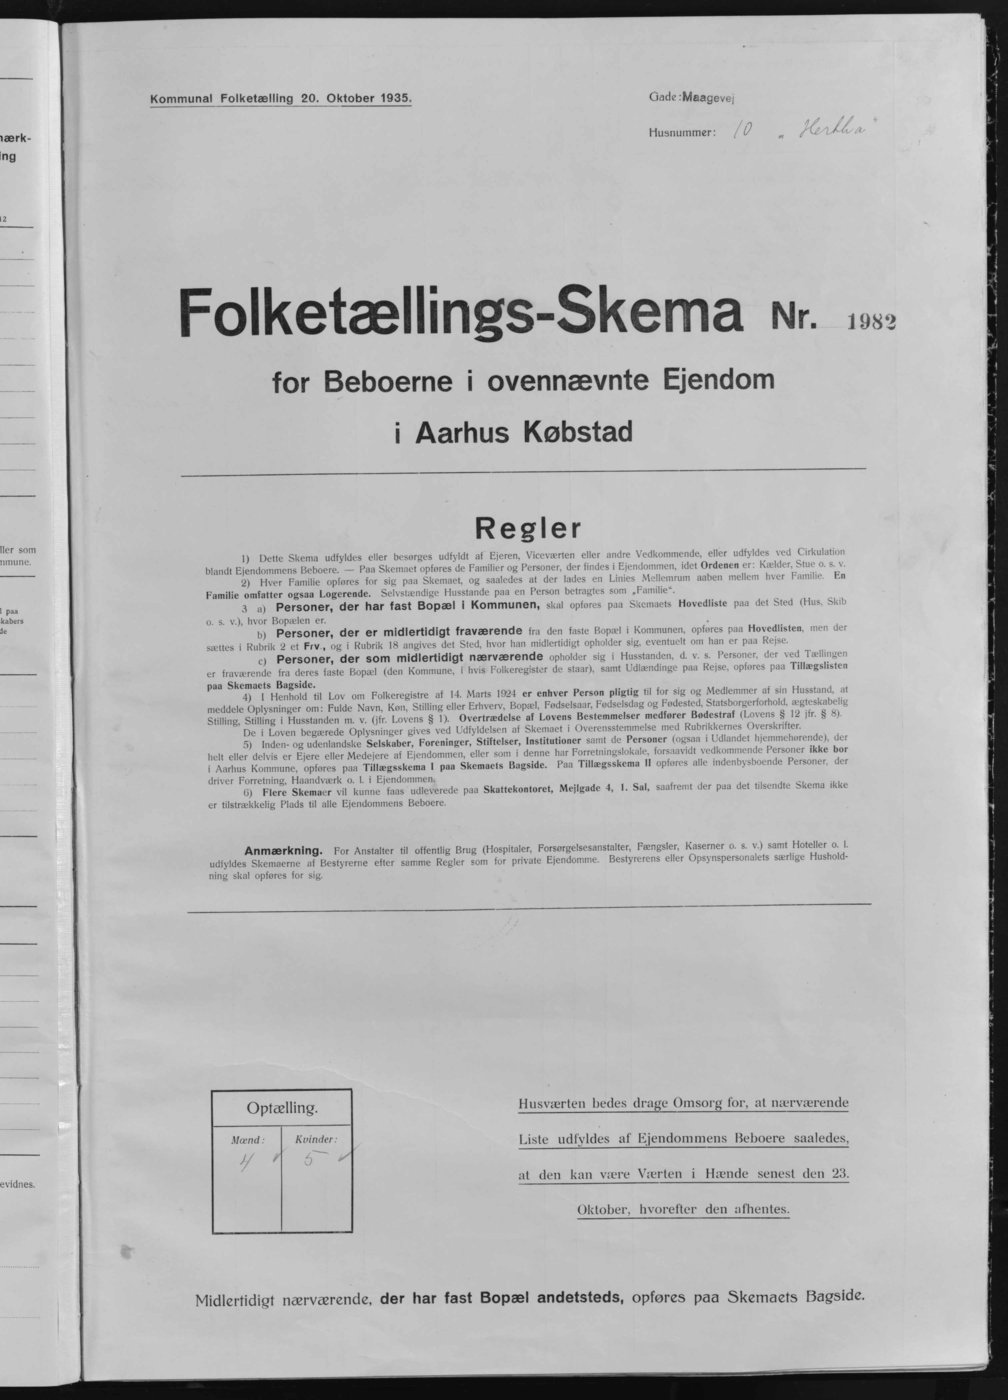 Kommunal Folketælling 20. Oktober 1935.
Gade: Maagevej
Husnummer: 10 „Hertha"
Folketællings-Skema Nr. 1982
for Beboerne i ovennævnte Ejendom
i Aarhus Købstad
Regler
1) Dette Skema udfyldes eller besørges udfyldt af Ejeren, Viceværten eller andre Vedkommende, eller udfyldes ved Cirkulation
blandt Ejendommens Beboere. — Paa Skemaet opføres de Familier og Personer, der findes i Ejendommen, idet Ordenen er: Kælder, Stue o. s. v.
2) Hver Familie opføres for sig paa Skemaet, og saaledes at der lades en Linies Mellemrum aaben mellem hver Familie. En
Familie omfatter ogsaa Logerende. Selvstændige Husstande paa en Person betragtes som „Familie".
3 a) Personer, der har fast Bopæl i Kommunen, skal opføres paa Skemaets Hovedliste paa det Sted (Hus, Skib
o. s. v.), hvor Bopælen er.
b) Personer, der er midlertidigt fraværende fra den faste Bopæl i Kommunen, opføres paa Hovedlisten, men der
sættes i Rubrik 2 et Frv., og i Rubrik 18 angives det Sted, hvor han midlertidigt opholder sig, eventuelt om han er paa Rejse.
c) Personer, der som midlertidigt nærværende opholder sig i Husstanden, d. v. s. Personer, der ved Tællingen
er fraværende fra deres faste Bopæl (den Kommune, i hvis Folkeregister de staar), samt Udlændinge paa Rejse, opføres paa Tillægslisten
paa Skemaets Bagside.
4) I Henhold til Lov om Folkeregistre af 14. Marts 1924 er enhver Person pligtig til for sig og Medlemmer af sin Husstand, at
meddele Oplysninger om: Fulde Navn, Køn, Stilling eller Erhverv, Bopæl, Fødselsaar, Fødselsdag og Fødested, Statsborgerforhold, ægteskabelig
Stilling, Stilling i Husstanden m. v. (jfr. Lovens § 1). Overtrædelse af Lovens Bestemmelser medfører Bødestraf (Lovens § 12 jfr. § 8).
De i Loven begærede Oplysninger gives ved Udfyldelsen af Skemaet i Overensstemmelse med Rubrikkernes Overskrifter.
5) Inden- og udenlandske Selskaber, Foreninger, Stiftelser, Institutioner samt de Personer (ogsaa i Udlandet hjemmehørende), der
helt eller delvis er Ejere eller Medejere af Ejendommen, eller som i denne har Forretningslokale, forsaavidt vedkommende Personer ikke bor
i Aarhus Kommune, opføres paa Tillægsskema I paa Skemaets Bagside. Paa Tillægsskema II opføres alle indenbysboende Personer, der
driver Forretning, Haandværk o. l. i Ejendommen.
6) Flere Skemaer vil kunne faas udleverede paa Skattekontoret, Mejlgade 4, 1. Sal, saafremt der paa det tilsendte Skema ikke
er tilstrækkelig Plads til alle Ejendommens Beboere.
Anmærkning. For Anstalter til offentlig Brug (Hospitaler, Forsørgelsesanstalter, Fængsler, Kaserner o. s. v.) samt Hoteller o. l.
udfyldes Skemaerne af Bestyrerne efter samme Regler som for private Ejendomme. Bestyrerens eller Opsynspersonalets særlige Hushold-
ning skal opføres for sig.
Optælling.
Mænd: Kvinder:
4 ✓ 5 ✓
Husværten bedes drage Omsorg for, at nærværende
Liste udfyldes af Ejendommens Beboere saaledes,
at den kan være Værten i Hænde senest den 23.
Oktober, hvorefter den afhentes.
Midlertidigt nærværende, der har fast Bopæl andetsteds, opføres paa Skemaets Bagside.